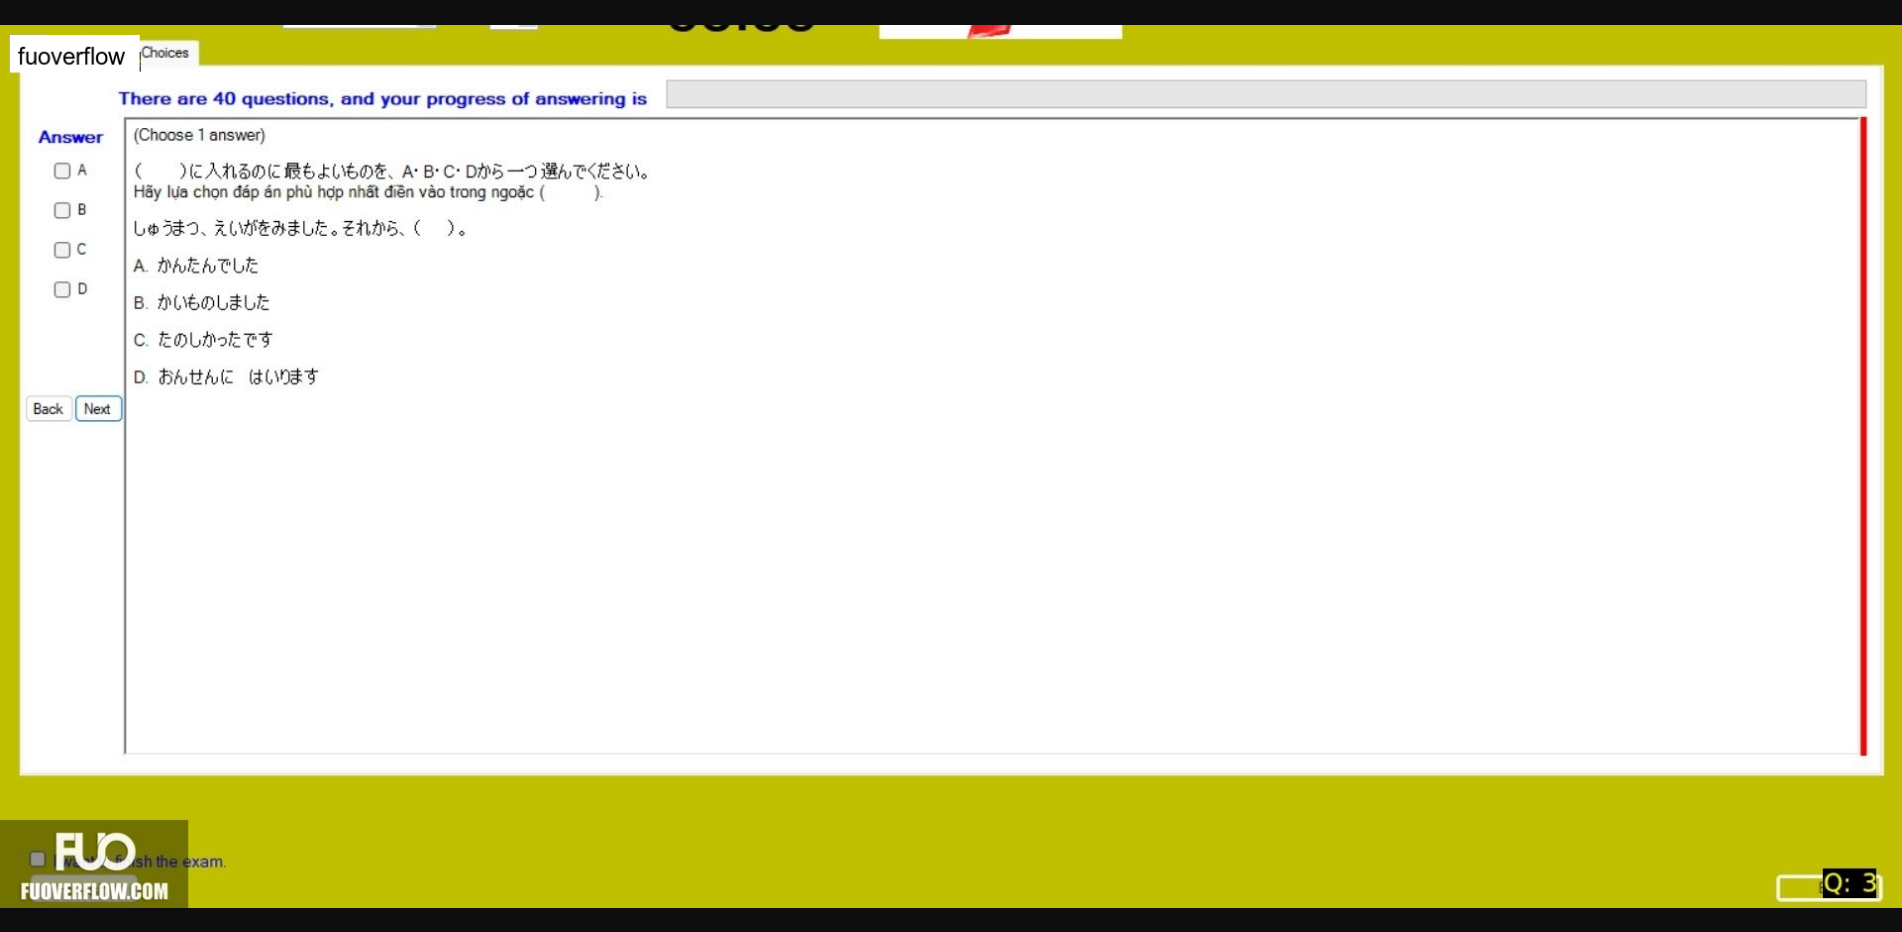 fuoverflow
Choices
There are 40 questions, and your progress of answering is
Answer
(Choose 1 answer)
A
(　　)に入れるのに最もよいものを、A・B・C・Dから一つ選んでください。
Hãy lựa chọn đáp án phù hợp nhất điền vào trong ngoặc (　　).
B
しゅうまつ、えいがをみました。それから、(　)。
C
A. かんたんでした
D
B. かいものしました
C. たのしかったです
D. おんせんに　はいります
Back Next
FUO
finish the exam.
FUOVERFLOW.COM
Q: 3